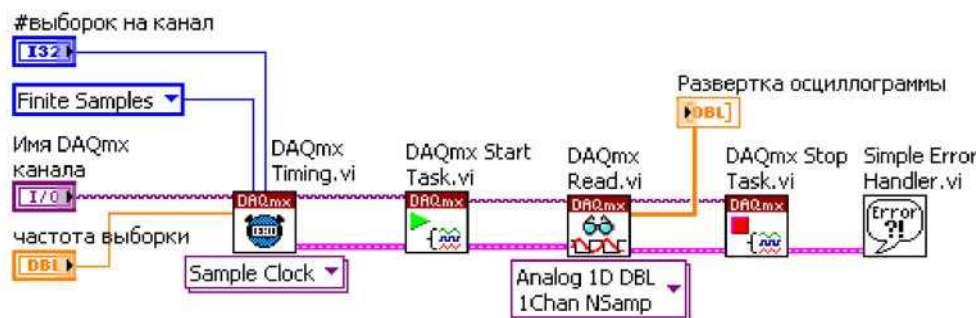 #выборок на канал
I32
Finite Samples
Имя DAQmx
канала
I/O
частота выборки
DBL
DAQmx
Timing.vi
DAQmx
Sample Clock
DAQmx Start
Task.vi
DAQmx
DAQmx
Read.vi
DAQmx
Analog 1D DBL
1Chan NSamp
Развертка осциллограммы
[DBL]
DAQmx Stop
Task.vi
DAQmx
Simple Error
Handler.vi
Error
?!